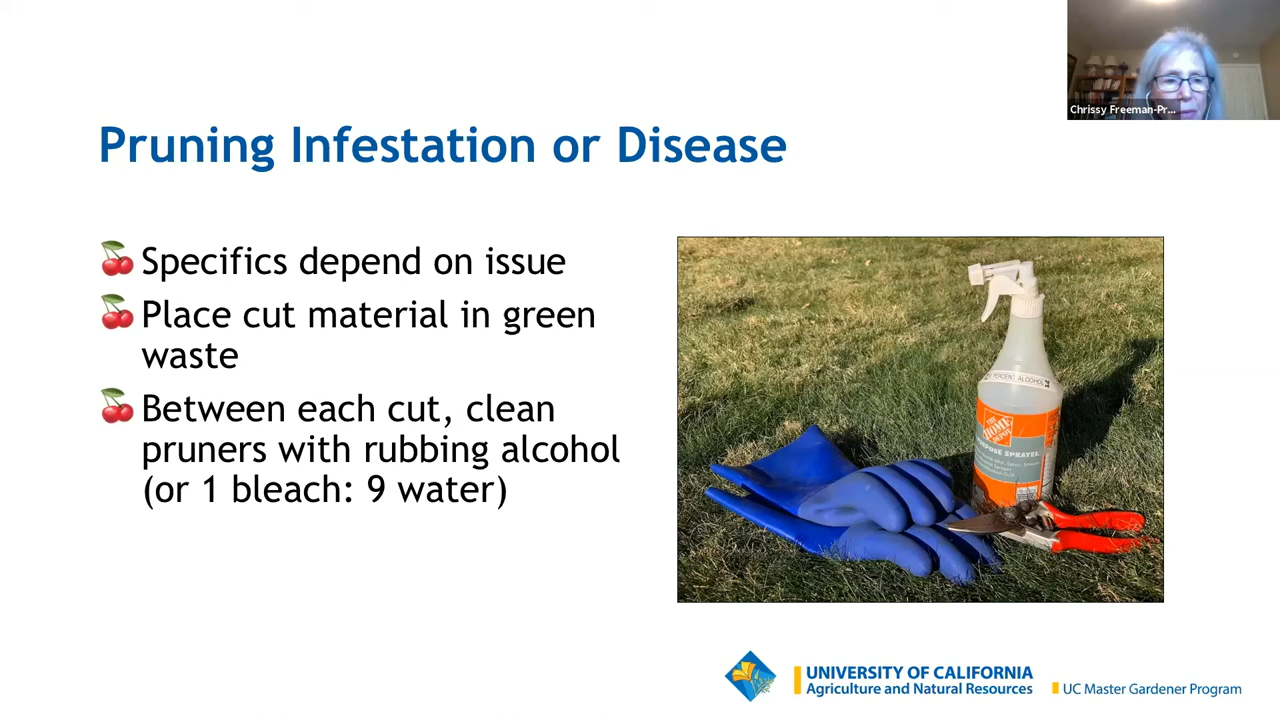 Chrissy Freeman-Pr...
Pruning Infestation or Disease
Specifics depend on issue
Place cut material in green
waste
Between each cut, clean
pruners with rubbing alcohol
(or 1 bleach: 9 water)
PERCENT ALCOHOL
THE
HOME
DEPOT
SPRAYER
UNIVERSITY OF CALIFORNIA
Agriculture and Natural Resources
UC Master Gardener Program